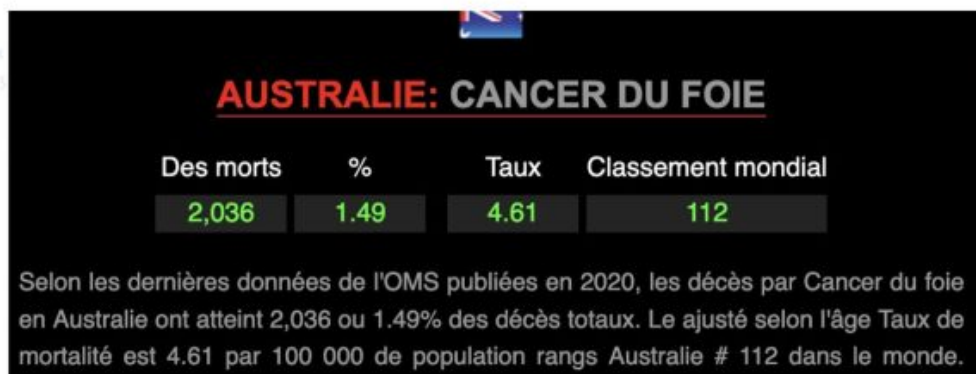 AUSTRALIE: CANCER DU FOIE
Des morts % Taux Classement mondial
2,036 1.49 4.61 112
Selon les dernières données de l'OMS publiées en 2020, les décès par Cancer du foie
en Australie ont atteint 2,036 ou 1.49% des décès totaux. Le ajusté selon l'âge Taux de
mortalité est 4.61 par 100 000 de population rangs Australie # 112 dans le monde.